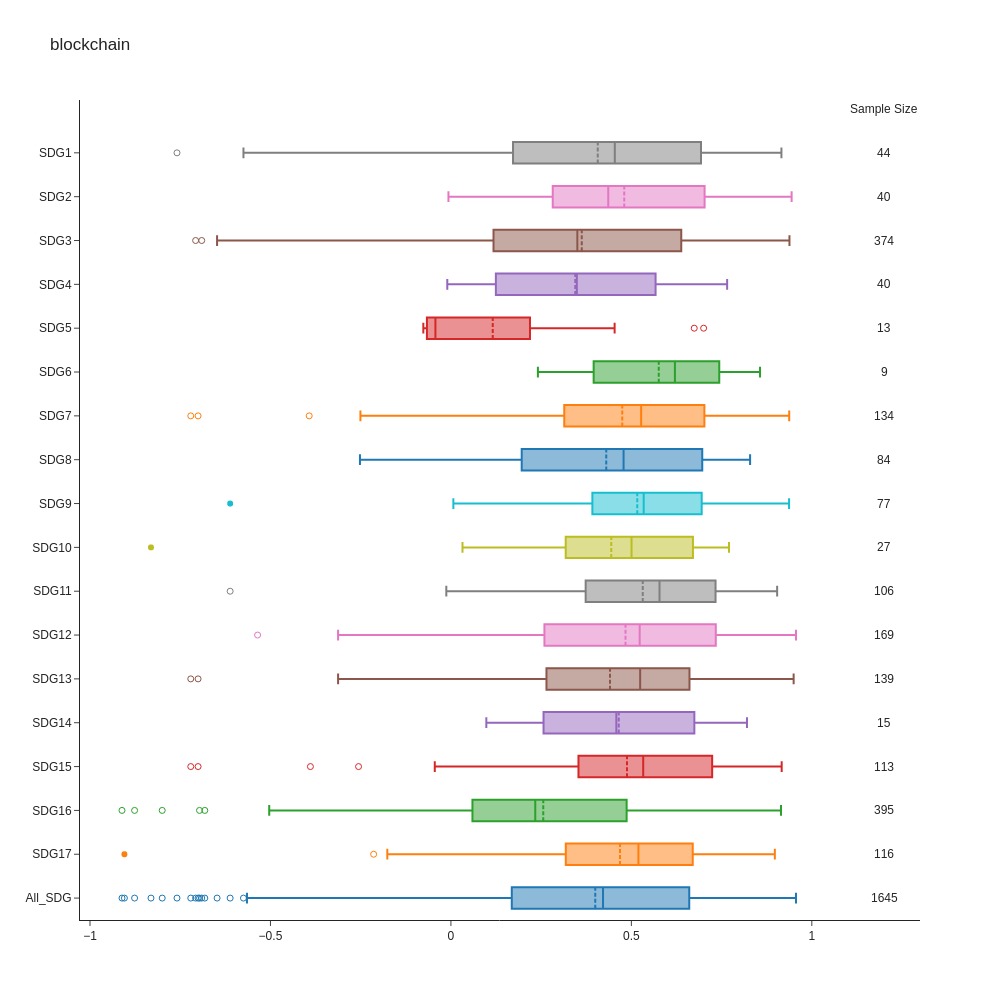 blockchain
Sample Size
SDG1 44
SDG2 40
SDG3 374
SDG4 40
SDG5 13
SDG6 9
SDG7 134
SDG8 84
SDG9 77
SDG10 27
SDG11 106
SDG12 169
SDG13 139
SDG14 15
SDG15 113
SDG16 395
SDG17 116
All_SDG 1645
−1 −0.5 0 0.5 1